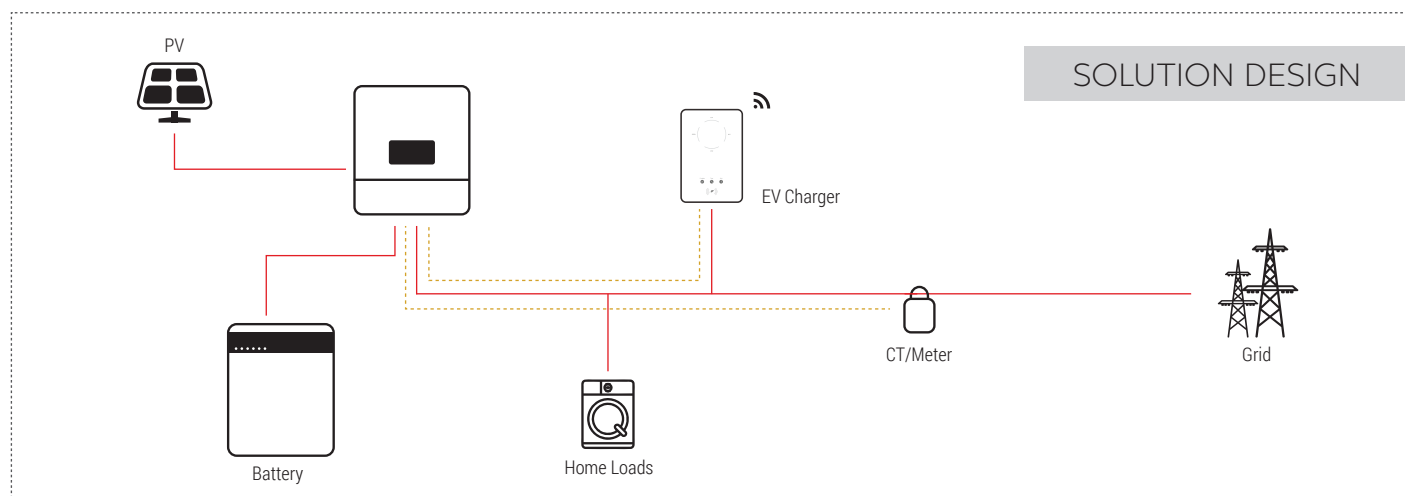 PV
SOLUTION DESIGN
EV Charger
CT/Meter
Grid
Home Loads
Battery